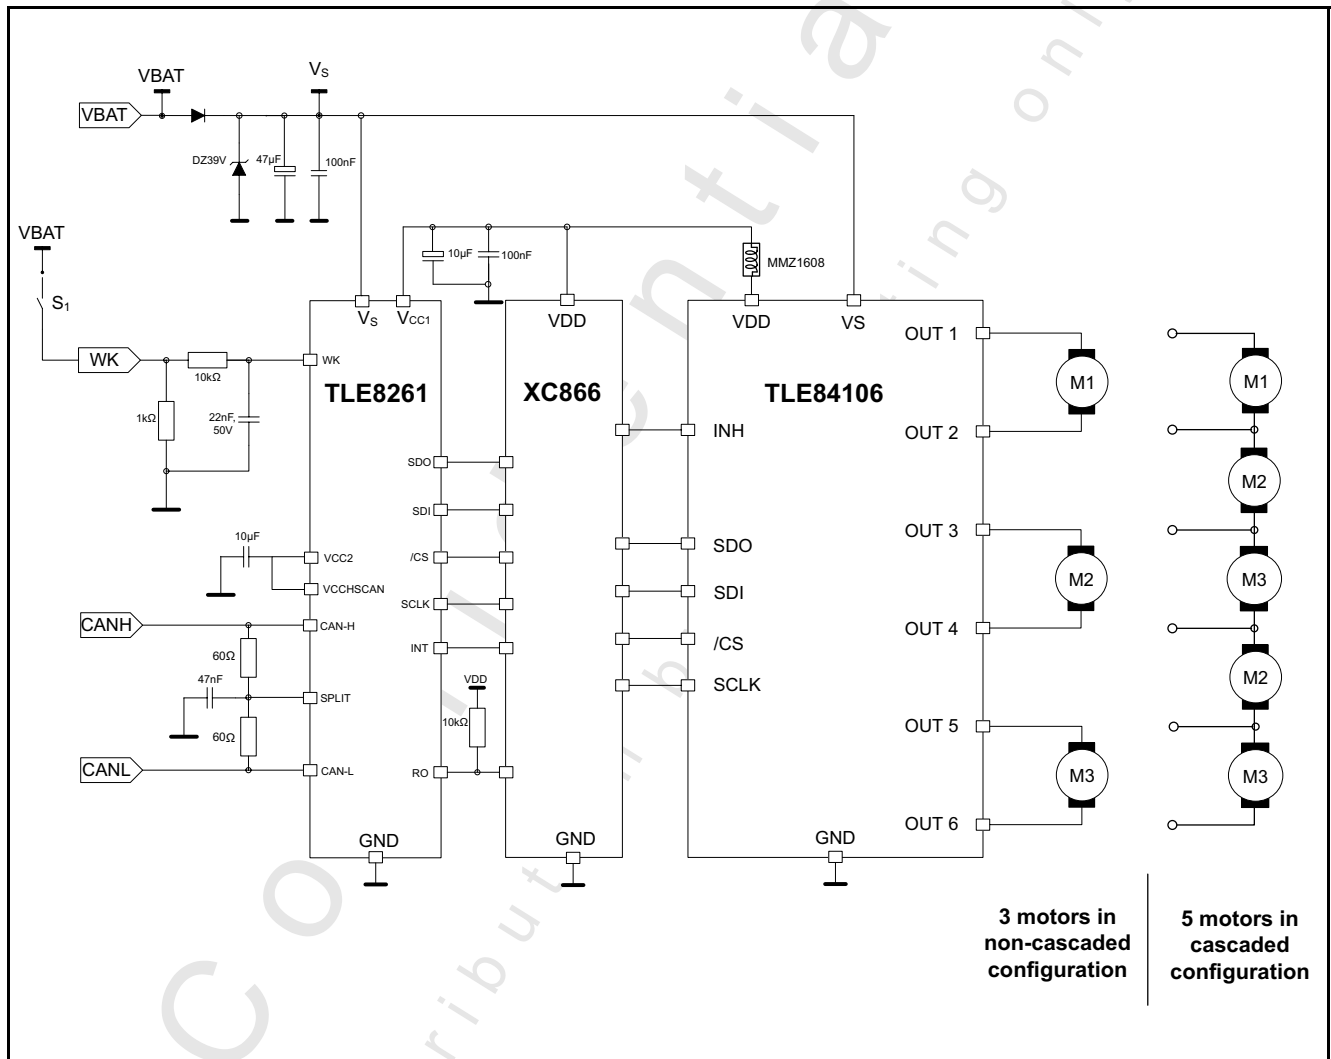 VBAT
VS
VBAT
DZ39V
47µF
100nF
VBAT
S1
10µF
100nF
MMZ1608
VS
VCC1
VDD
VDD
VS
WK
10kΩ
WK
1kΩ
22nF,
50V
TLE8261
XC866
TLE84106
OUT 1
M1
M1
INH
OUT 2
SDO
M2
SDI
10µF
VCC2
/CS
SDO
OUT 3
VCCHSCAN
SCLK
SDI
M2
M3
CANH
CAN-H
INT
/CS
OUT 4
60Ω
47nF
SPLIT
VDD
SCLK
M2
60Ω
10kΩ
OUT 5
CANL
CAN-L
RO
M3
M3
OUT 6
GND
GND
GND
3 motors in
non-cascaded
configuration
5 motors in
cascaded
configuration